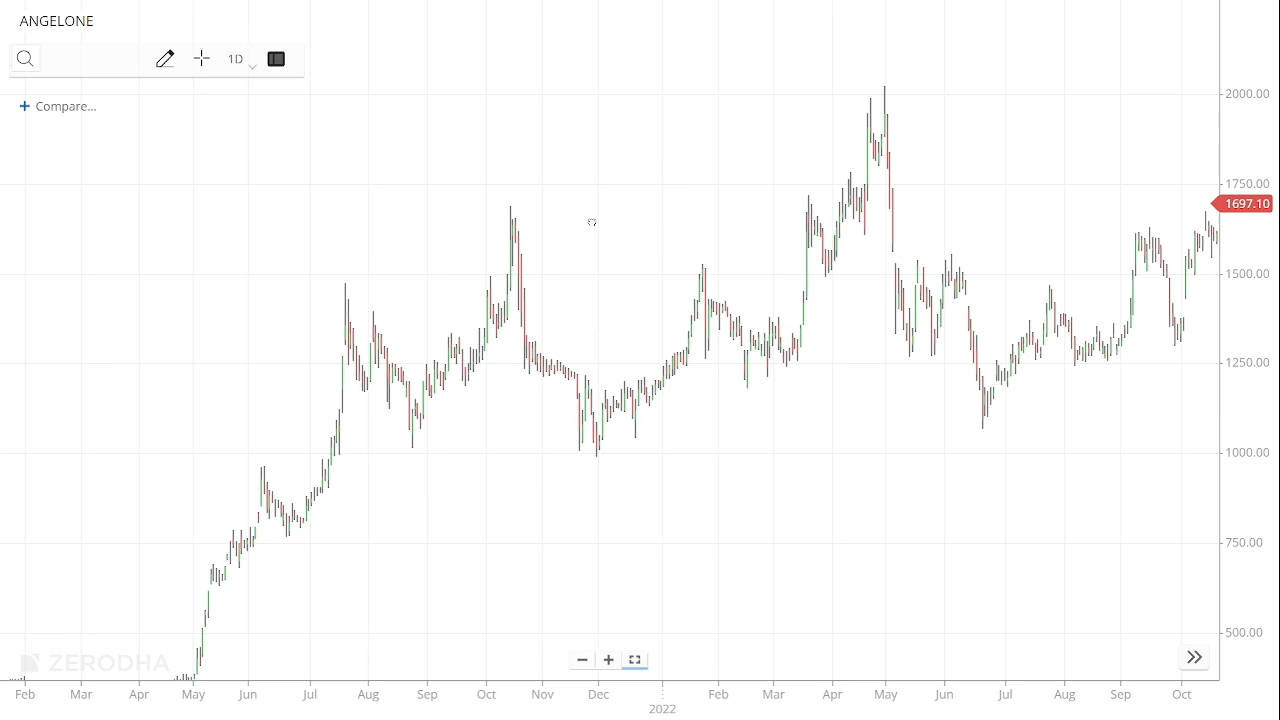 ANGELONE
1D
+ Compare...
2000.00
1750.00
1697.10
1500.00
1250.00
1000.00
750.00
500.00
ZERODHA
Feb Mar Apr May Jun Jul Aug Sep Oct Nov Dec Feb Mar Apr May Jun Jul Aug Sep Oct
2022